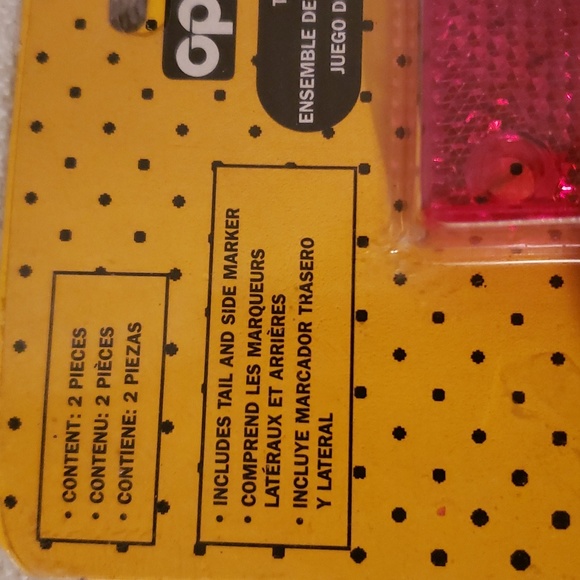 op
ENSEMBLE DE
JUEGO D
• INCLUDES TAIL AND SIDE MARKER
• COMPREND LES MARQUEURS
LATÉRAUX ET ARRIÈRES
• INCLUYE MARCADOR TRASERO
Y LATERAL
• CONTENT: 2 PIECES
• CONTENU: 2 PIÈCES
• CONTIENE: 2 PIEZAS